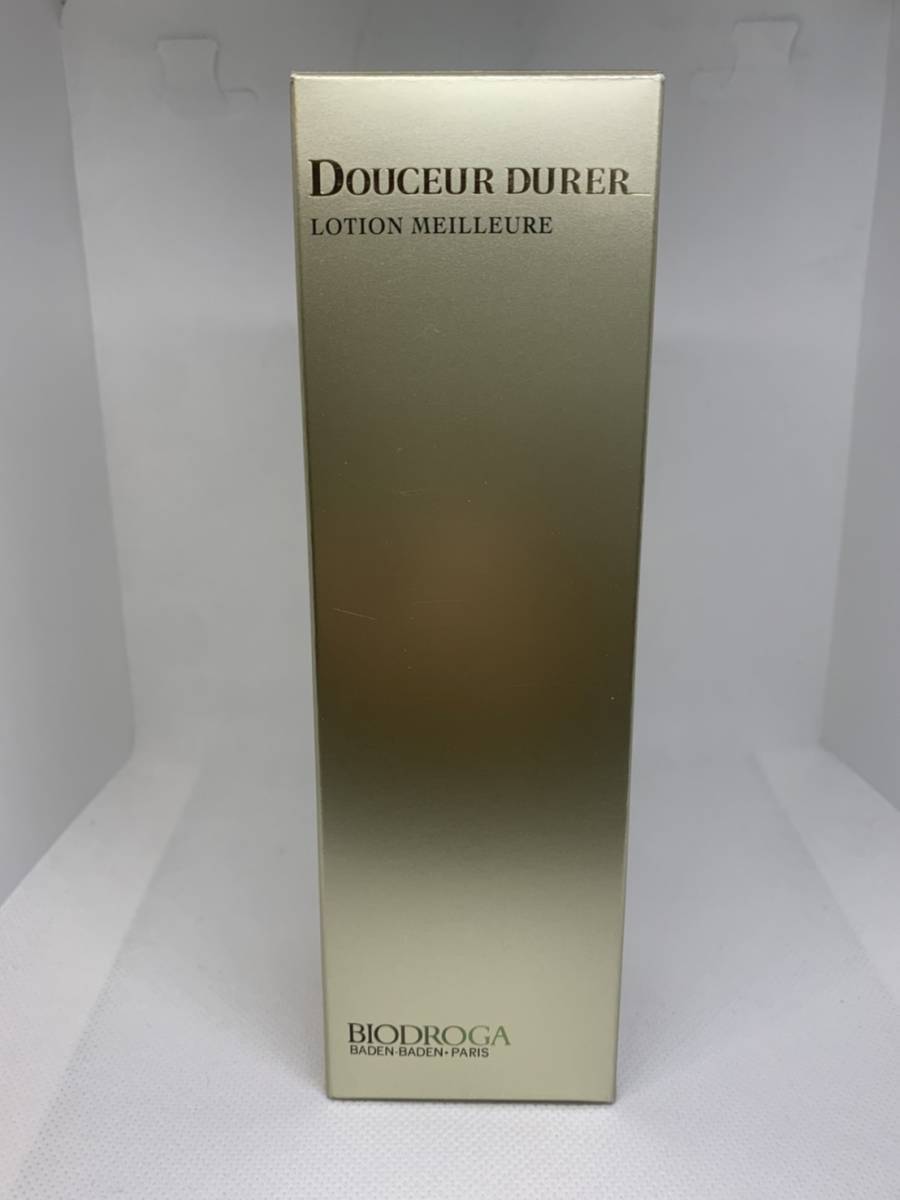 DOUCEUR DURER
LOTION MEILLEURE
BIODROGA
BADEN-BADEN•PARIS